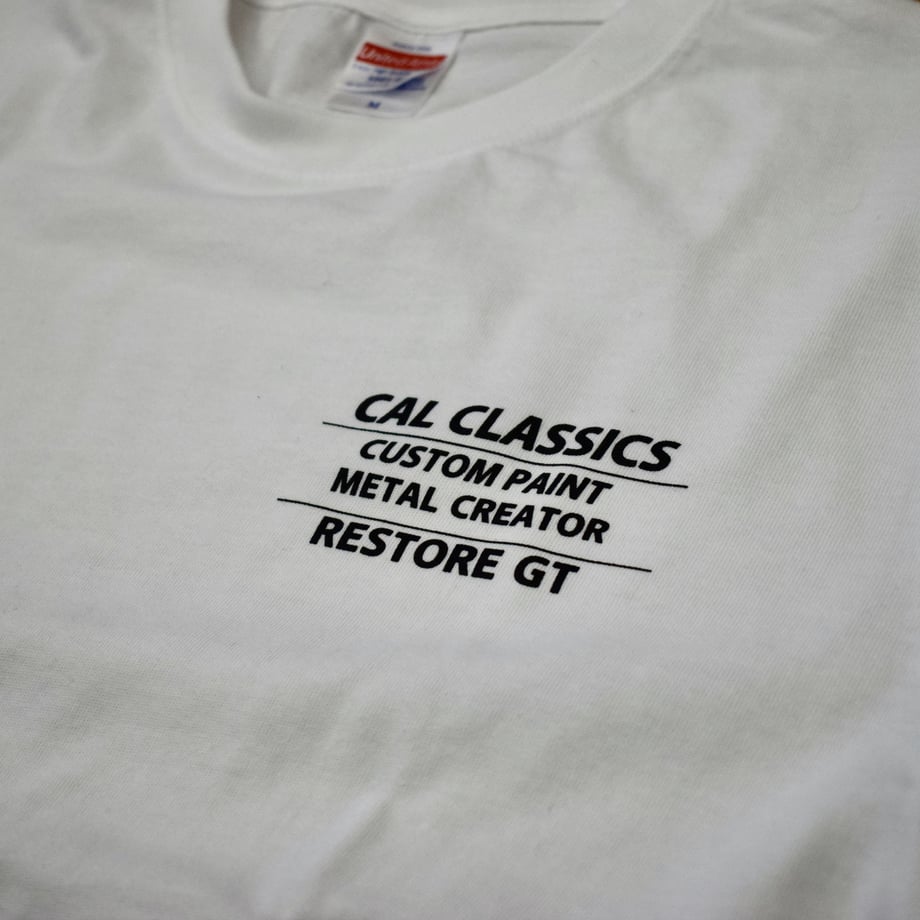 M
CAL CLASSICS
CUSTOM PAINT
METAL CREATOR
RESTORE GT